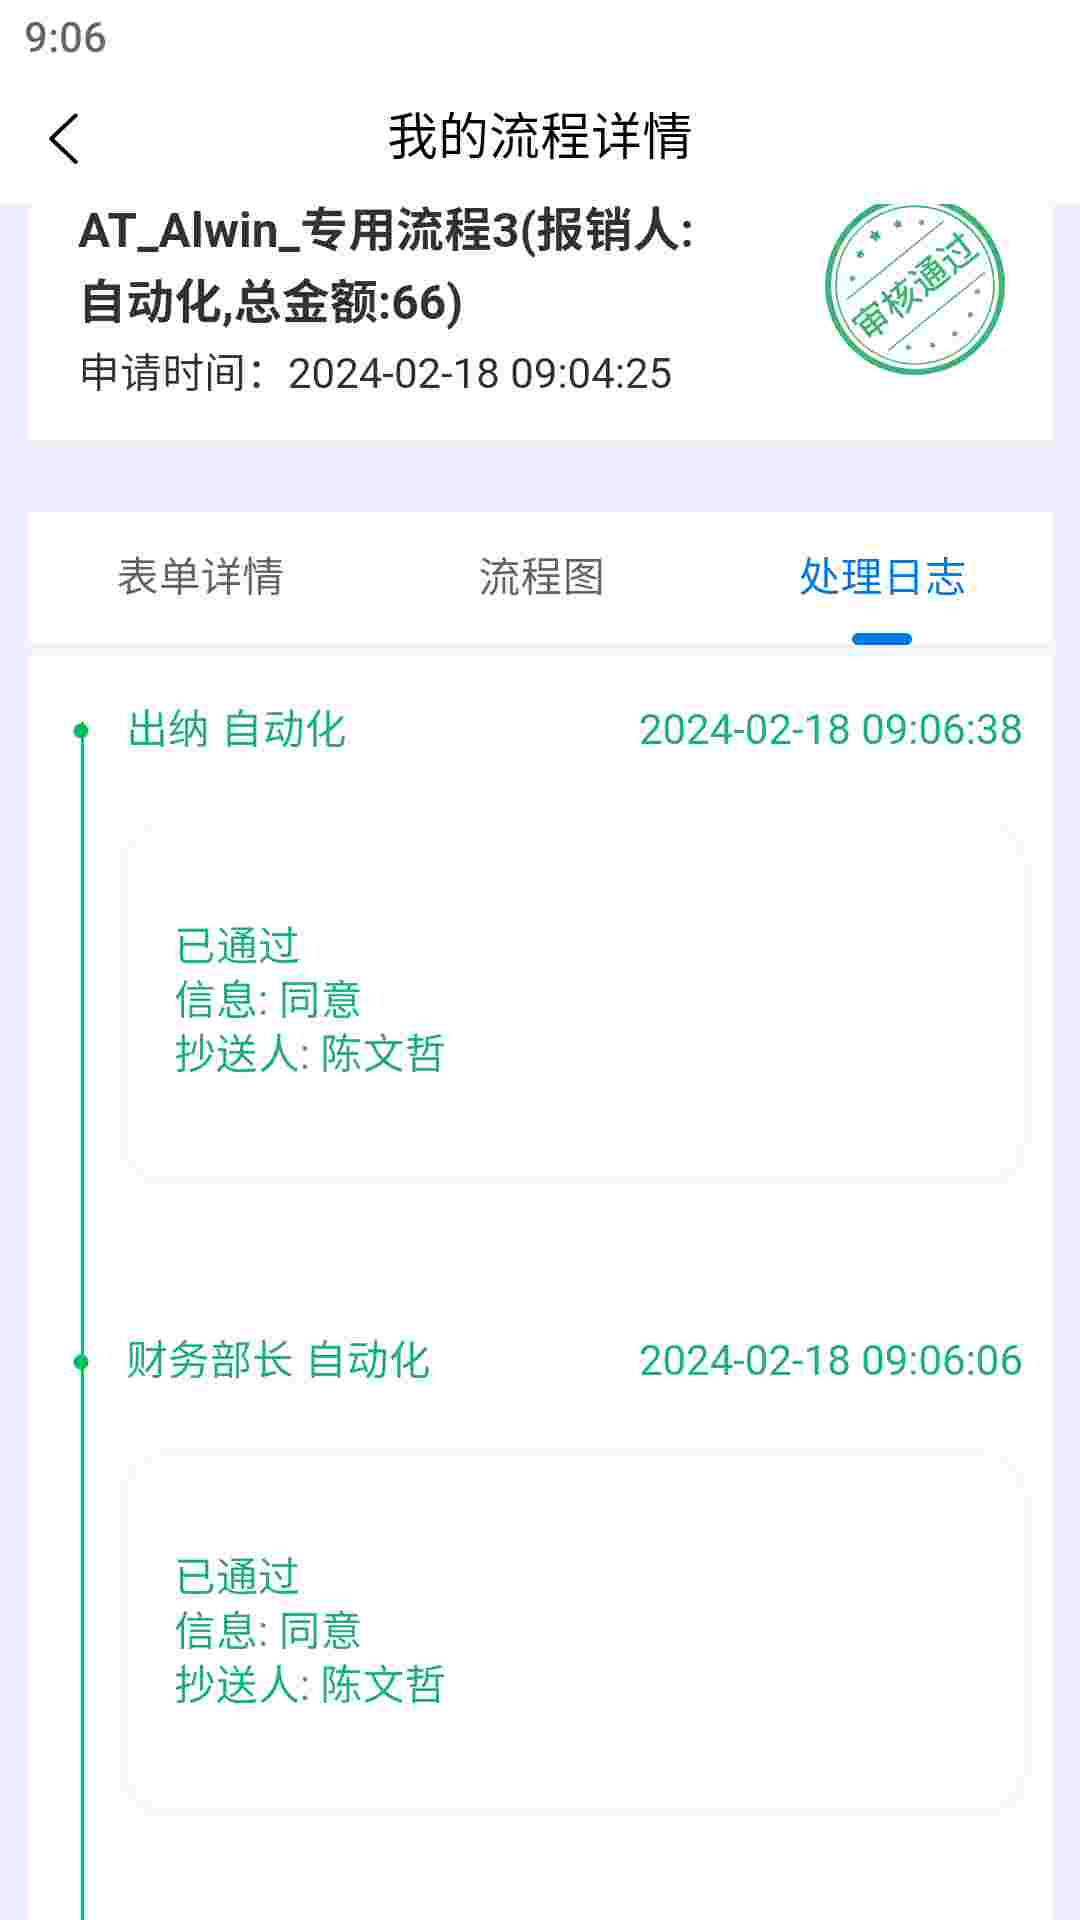 9:06
我的流程详情
AT_Alwin_专用流程3(报销人:
自动化,总金额:66)
审核通过
申请时间：2024-02-18 09:04:25
表单详情
流程图
处理日志
出纳 自动化
2024-02-18 09:06:38
已通过
信息: 同意
抄送人: 陈文哲
财务部长 自动化
2024-02-18 09:06:06
已通过
信息: 同意
抄送人: 陈文哲